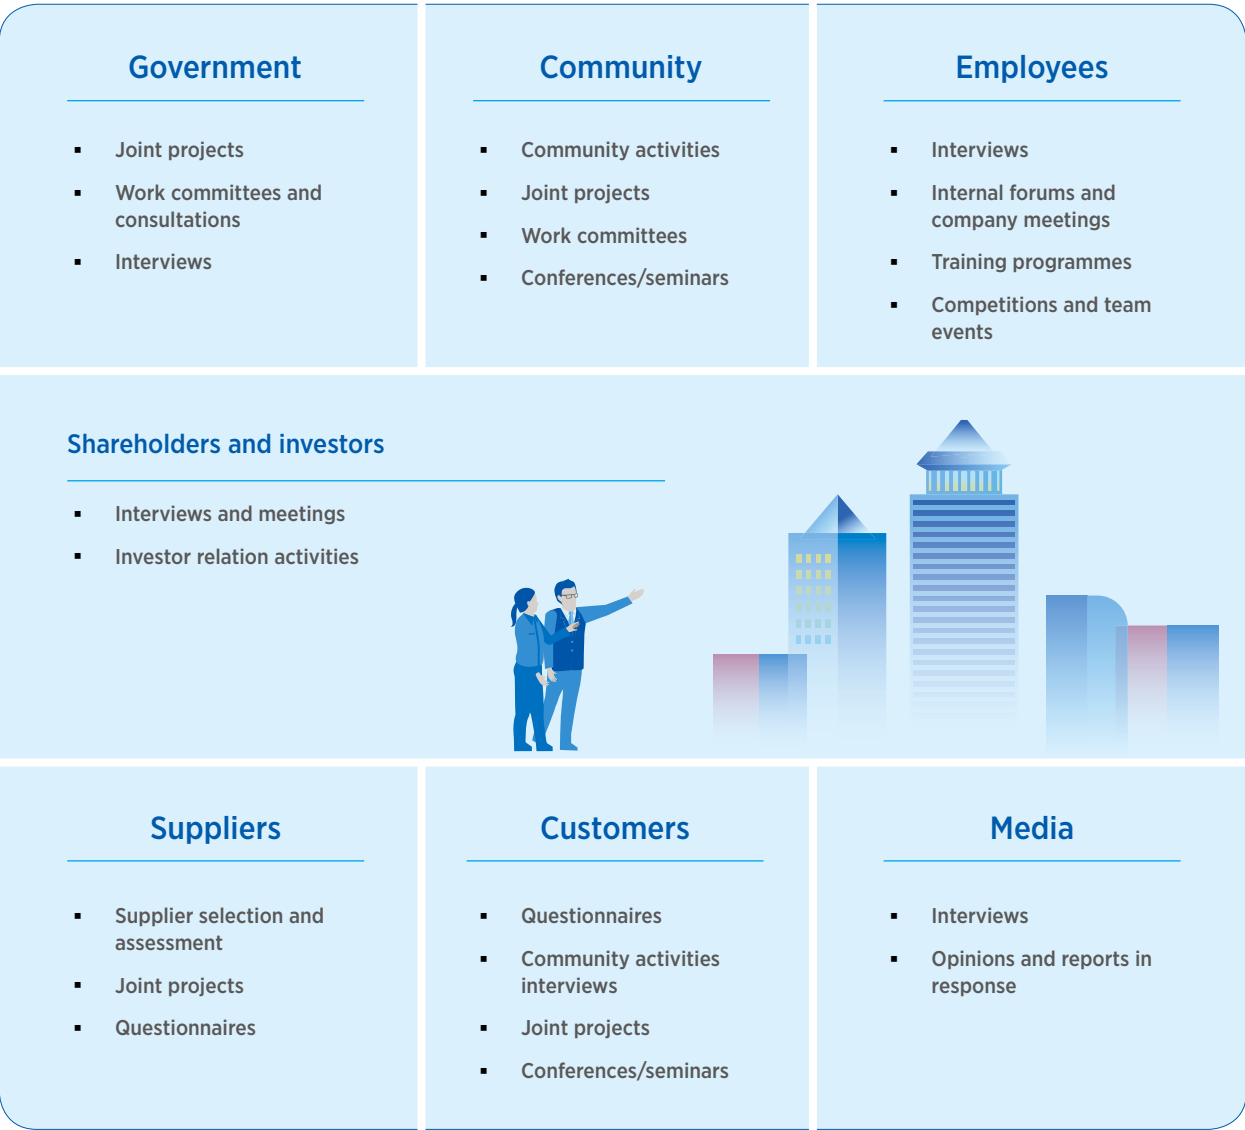 Government
Joint projects
Work committees and
consultations
Interviews
Community
Community activities
Joint projects
Work committees
Conferences/seminars
Employees
Interviews
Internal forums and
company meetings
Training programmes
Competitions and team
events
Shareholders and investors
Interviews and meetings
Investor relation activities
Suppliers
Supplier selection and
assessment
Joint projects
Questionnaires
Customers
Questionnaires
Community activities
interviews
Joint projects
Conferences/seminars
Media
Interviews
Opinions and reports in
response